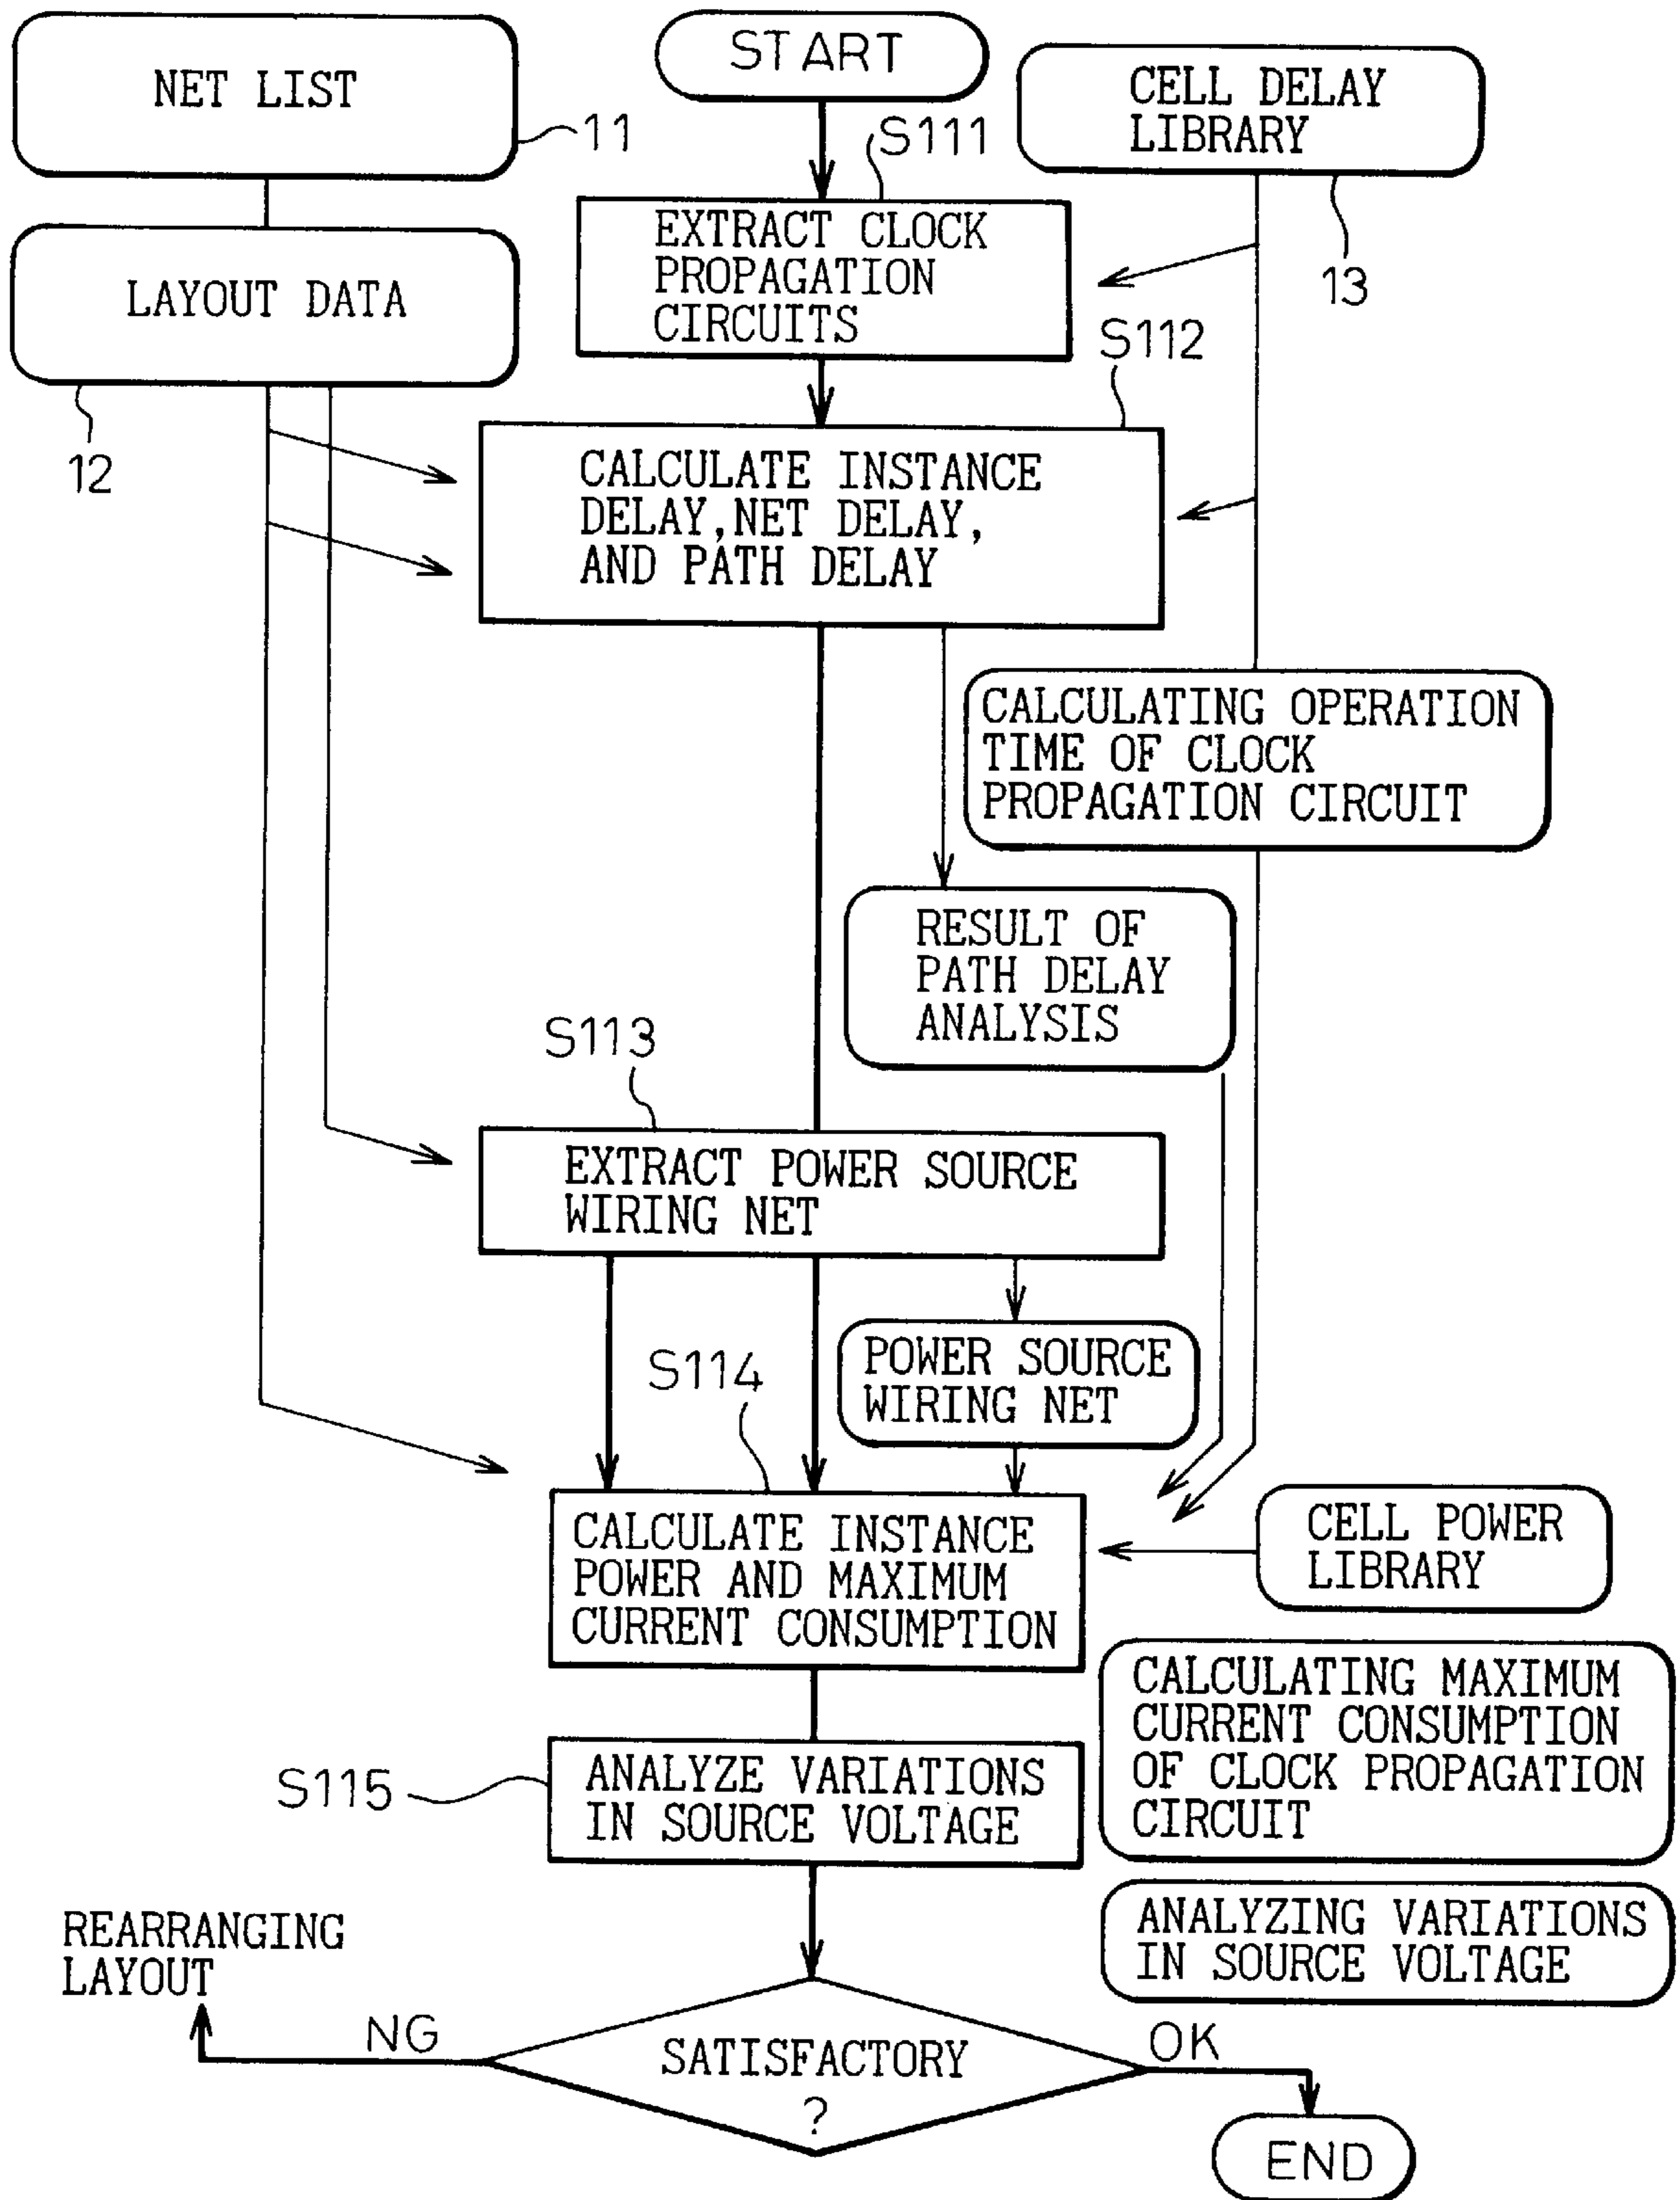 NET LIST
11
START
CELL DELAY
LIBRARY
13
S111
EXTRACT CLOCK
PROPAGATION
CIRCUITS
LAYOUT DATA
12
S112
CALCULATE INSTANCE
DELAY, NET DELAY,
AND PATH DELAY
CALCULATING OPERATION
TIME OF CLOCK
PROPAGATION CIRCUIT
RESULT OF
PATH DELAY
ANALYSIS
S113
EXTRACT POWER SOURCE
WIRING NET
POWER SOURCE
WIRING NET
S114
CALCULATE INSTANCE
POWER AND MAXIMUM
CURRENT CONSUMPTION
CELL POWER
LIBRARY
CALCULATING MAXIMUM
CURRENT CONSUMPTION
OF CLOCK PROPAGATION
CIRCUIT
S115
ANALYZE VARIATIONS
IN SOURCE VOLTAGE
ANALYZING VARIATIONS
IN SOURCE VOLTAGE
REARRANGING
LAYOUT
NG
SATISFACTORY
?
OK
END